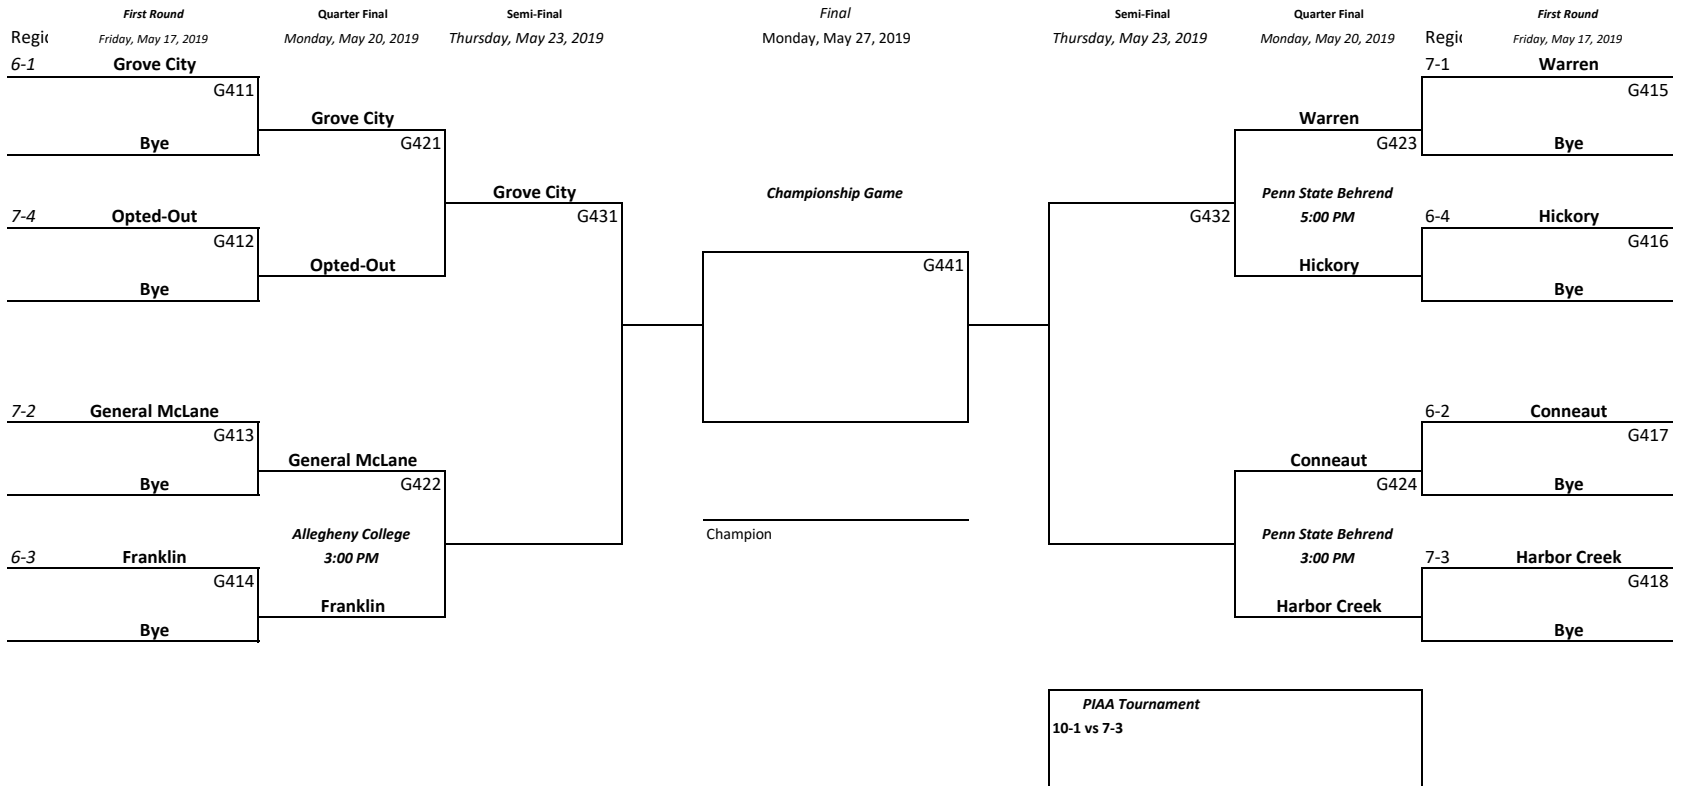 First Round Quarter Final Semi-Final Final Semi-Final Quarter Final First Round
Regic Friday, May 17, 2019 Monday, May 20, 2019 Thursday, May 23, 2019 Monday, May 27, 2019 Thursday, May 23, 2019 Monday, May 20, 2019 Regic Friday, May 17, 2019
6-1 Grove City 7-1 Warren
G411 G415
Grove City Warren
Bye G421 G423 Bye
Grove City Championship Game Penn State Behrend
7-4 Opted-Out G431 G432 5:00 PM 6-4 Hickory
G412 G416
Opted-Out G441 Hickory
Bye Bye
7-2 General McLane 6-2 Conneaut
G413 G417
General McLane Conneaut
Bye G422 G424 Bye
Allegheny College Champion Penn State Behrend
6-3 Franklin 3:00 PM 3:00 PM 7-3 Harbor Creek
G414 G418
Franklin Harbor Creek
Bye Bye
PIAA Tournament
10-1 vs 7-3